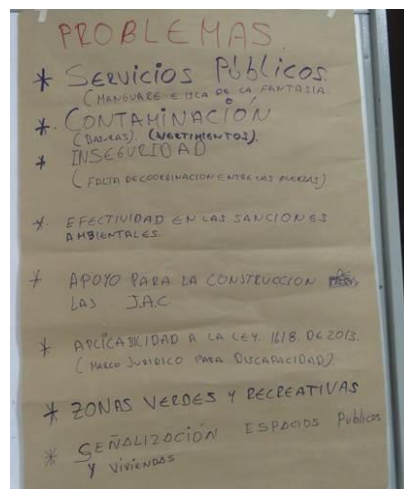 PROBLEMAS
* SERVICIOS PúbLicos.
(MANGUARE E ISLA DE LA FANTASIA
*. CONTAMINACIÓN
(BASURAS). (VERTIMIENTOS).
* INSEGURIDAD
(FALTA DE COORDINACION ENTRE LAS FUERZAS)
*. EFECTIVIDAD EN LAS SANCIONES
AMBIENTALES.
* APOYO PARA LA CONSTRUCCION
LAS J.A.C
* APLICABILIDAD A LA LEY. 1618. DE 2013.
(MARCO JURIDICO PARA DISCAPACIDAD).
* ZONAS VERDES Y RECREATIVAS
* SEÑALIZACIÓN ESPACIOS Publicos
Y VIVIENDAS